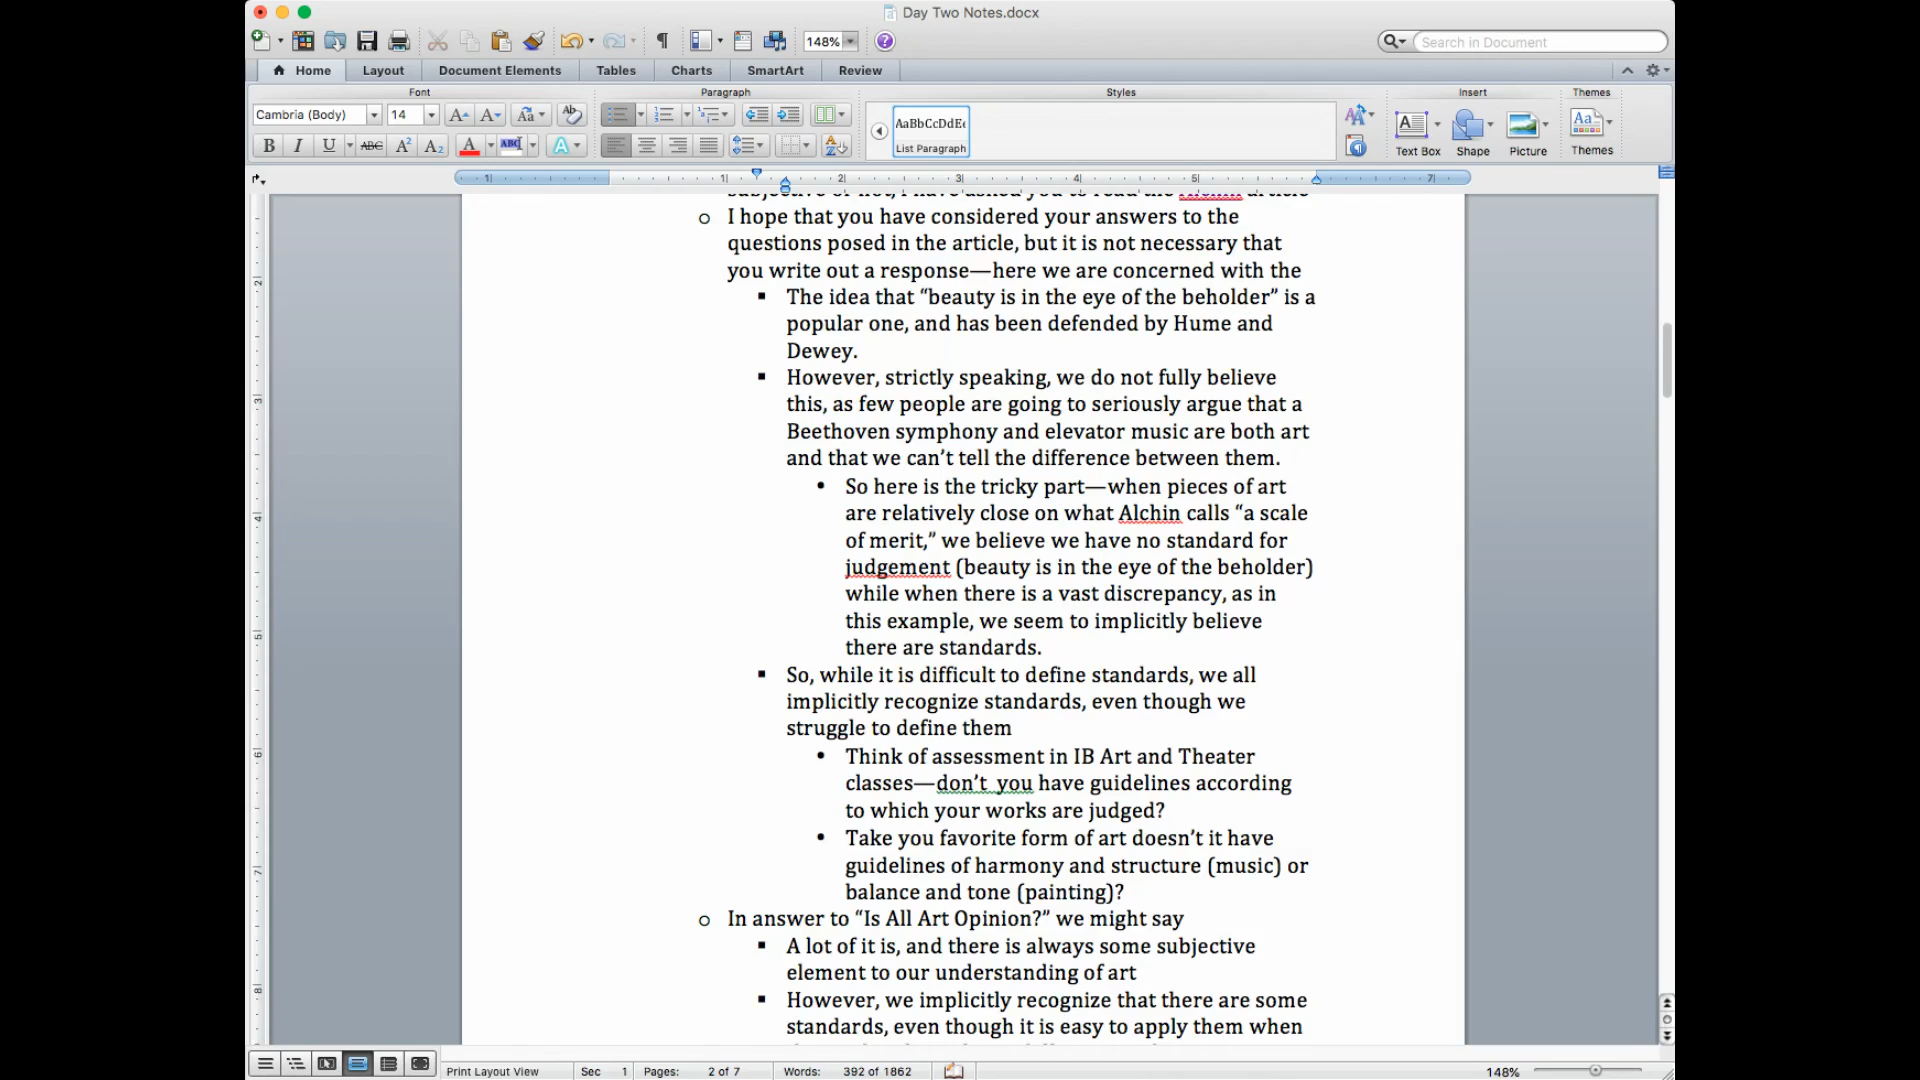 Day Two Notes.docx
148%
Search in Document
Home Layout Document Elements Tables Charts SmartArt Review
Font Paragraph Styles Insert Themes
Cambria (Body) 14
AaBbCcDdEe
List Paragraph
Text Box Shape Picture Themes
subjective or not, I have asked you to read the Alchin article
o I hope that you have considered your answers to the
questions posed in the article, but it is not necessary that
you write out a response—here we are concerned with the
▪ The idea that “beauty is in the eye of the beholder” is a
popular one, and has been defended by Hume and
Dewey.
▪ However, strictly speaking, we do not fully believe
this, as few people are going to seriously argue that a
Beethoven symphony and elevator music are both art
and that we can’t tell the difference between them.
• So here is the tricky part—when pieces of art
are relatively close on what Alchin calls “a scale
of merit,” we believe we have no standard for
judgement (beauty is in the eye of the beholder)
while when there is a vast discrepancy, as in
this example, we seem to implicitly believe
there are standards.
▪ So, while it is difficult to define standards, we all
implicitly recognize standards, even though we
struggle to define them
• Think of assessment in IB Art and Theater
classes—don’t you have guidelines according
to which your works are judged?
• Take you favorite form of art doesn’t it have
guidelines of harmony and structure (music) or
balance and tone (painting)?
o In answer to “Is All Art Opinion?” we might say
▪ A lot of it is, and there is always some subjective
element to our understanding of art
▪ However, we implicitly recognize that there are some
standards, even though it is easy to apply them when
Print Layout View Sec 1 Pages: 2 of 7 Words: 392 of 1862 148%